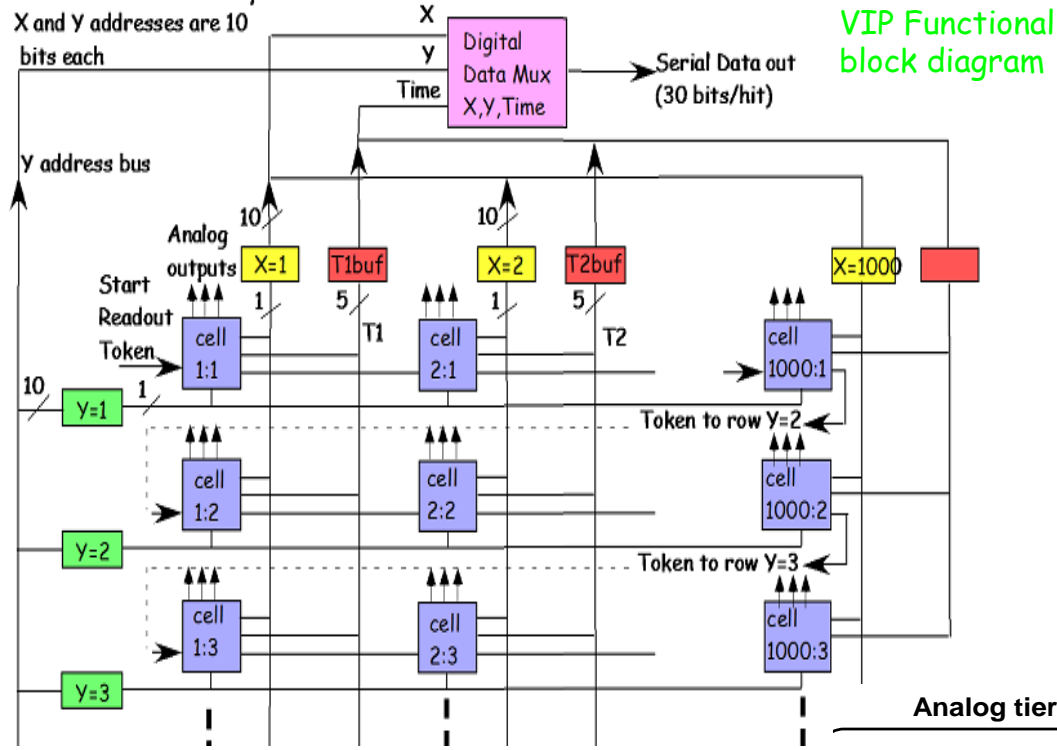 X and Y addresses are 10
bits each
X
Y
Time
Digital
Data Mux
X,Y,Time
Serial Data out
(30 bits/hit)
VIP Functional
block diagram
Y address bus
10
10
Analog
outputs
X=1
T1buf
X=2
T2buf
X=1000
Start
Readout
Token
1
5
1
5
T1
T2
cell
1:1
cell
2:1
cell
1000:1
10
1
Y=1
Token to row Y=2
cell
1:2
cell
2:2
cell
1000:2
Y=2
Token to row Y=3
cell
1:3
cell
2:3
cell
1000:3
Y=3
Analog tier